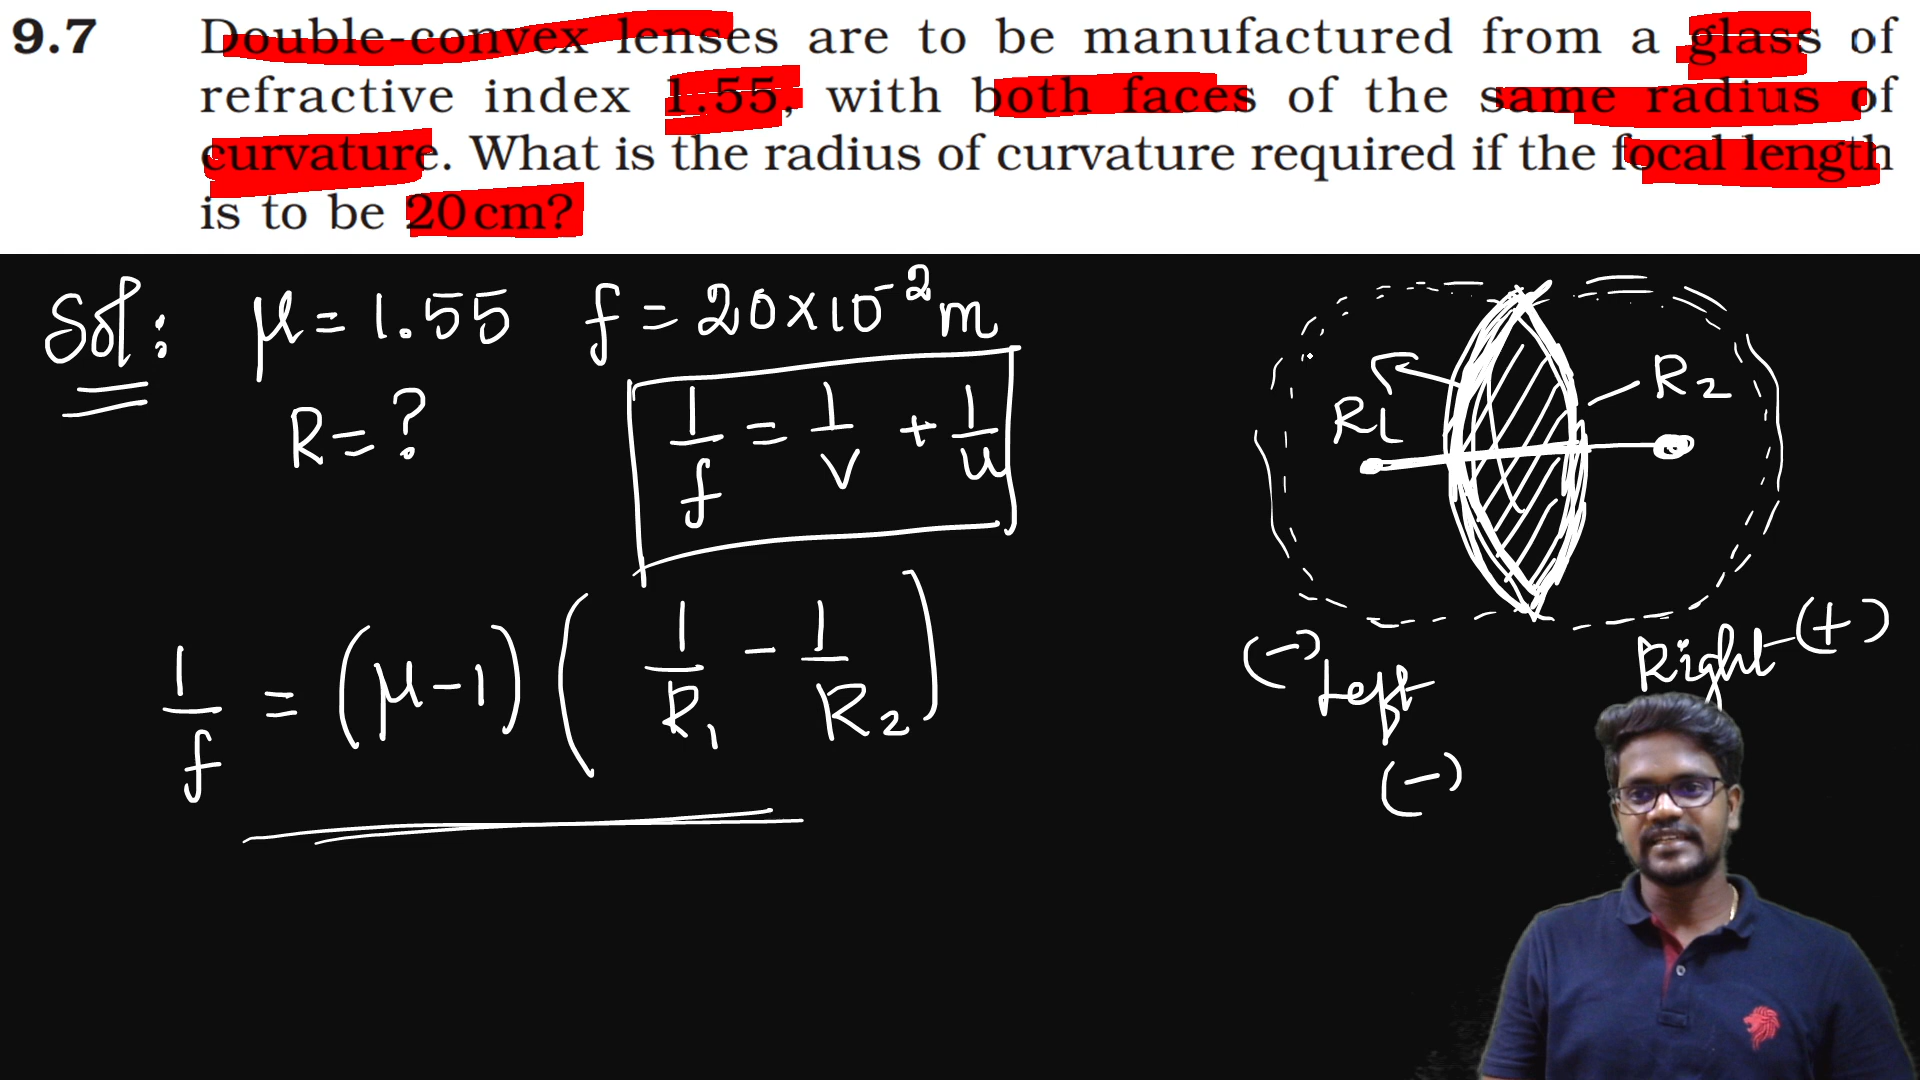 9.7 Double-convex lenses are to be manufactured from a glass of
refractive index 1.55, with both faces of the same radius of
curvature. What is the radius of curvature required if the focal length
is to be 20 cm?
Sol: μ = 1.55 f = 20×10⁻² m
R = ?
1/f = 1/v + 1/u
R1
R2
1/f = (μ-1) ( 1/R₁ - 1/R₂ )
(-) Left
Right (+)
(-)